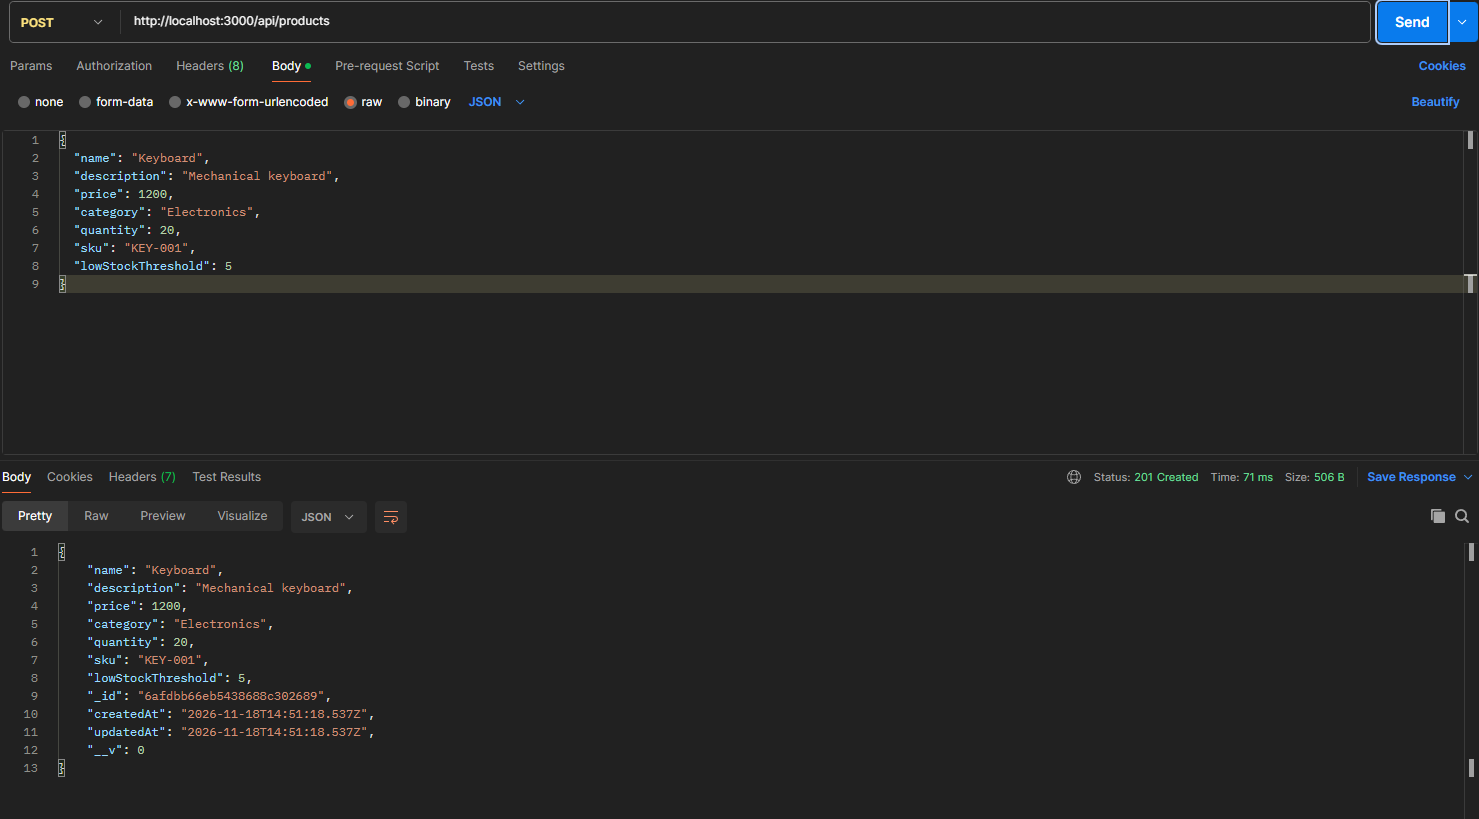 POST http://localhost:3000/api/products Send
Params Authorization Headers (8) Body Pre-request Script Tests Settings Cookies
none form-data x-www-form-urlencoded raw binary JSON Beautify
1 {
2 "name": "Keyboard",
3 "description": "Mechanical keyboard",
4 "price": 1200,
5 "category": "Electronics",
6 "quantity": 20,
7 "sku": "KEY-001",
8 "lowStockThreshold": 5
9 }
Body Cookies Headers (7) Test Results Status: 201 Created Time: 71 ms Size: 506 B Save Response
Pretty Raw Preview Visualize JSON
1 {
2 "name": "Keyboard",
3 "description": "Mechanical keyboard",
4 "price": 1200,
5 "category": "Electronics",
6 "quantity": 20,
7 "sku": "KEY-001",
8 "lowStockThreshold": 5,
9 "_id": "6afdbb66eb5438688c302689",
10 "createdAt": "2026-11-18T14:51:18.537Z",
11 "updatedAt": "2026-11-18T14:51:18.537Z",
12 "__v": 0
13 }